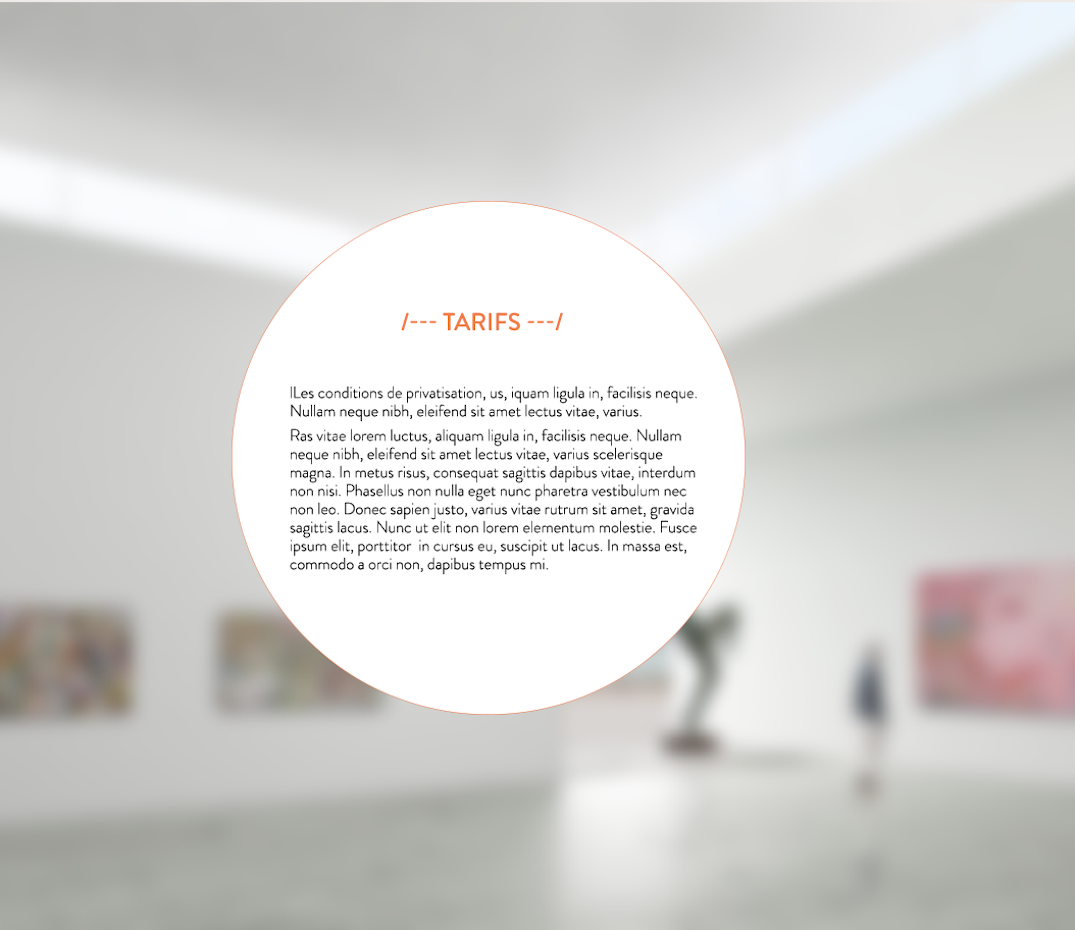 /--- TARIFS ---/
lLes conditions de privatisation, us, iquam ligula in, facilisis neque.
Nullam neque nibh, eleifend sit amet lectus vitae, varius.
Ras vitae lorem luctus, aliquam ligula in, facilisis neque. Nullam
neque nibh, eleifend sit amet lectus vitae, varius scelerisque
magna. In metus risus, consequat sagittis dapibus vitae, interdum
non nisi. Phasellus non nulla eget nunc pharetra vestibulum nec
non leo. Donec sapien justo, varius vitae rutrum sit amet, gravida
sagittis lacus. Nunc ut elit non lorem elementum molestie. Fusce
ipsum elit, porttitor  in cursus eu, suscipit ut lacus. In massa est,
commodo a orci non, dapibus tempus mi.